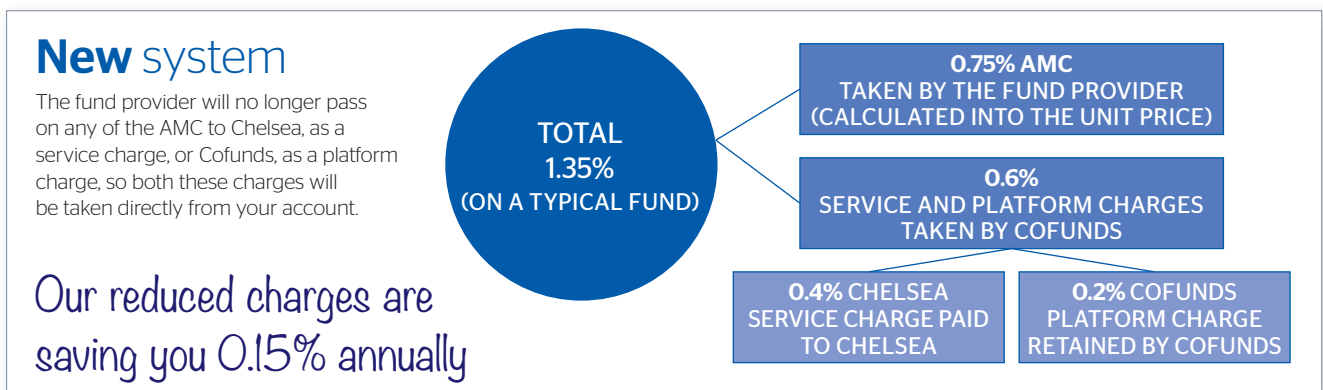 New system
The fund provider will no longer pass
on any of the AMC to Chelsea, as a
service charge, or Cofunds, as a platform
charge, so both these charges will
be taken directly from your account.
Our reduced charges are
saving you 0.15% annually
TOTAL
1.35%
(ON A TYPICAL FUND)
0.75% AMC
TAKEN BY THE FUND PROVIDER
(CALCULATED INTO THE UNIT PRICE)
0.6%
SERVICE AND PLATFORM CHARGES
TAKEN BY COFUNDS
0.4% CHELSEA
SERVICE CHARGE PAID
TO CHELSEA
0.2% COFUNDS
PLATFORM CHARGE
RETAINED BY COFUNDS